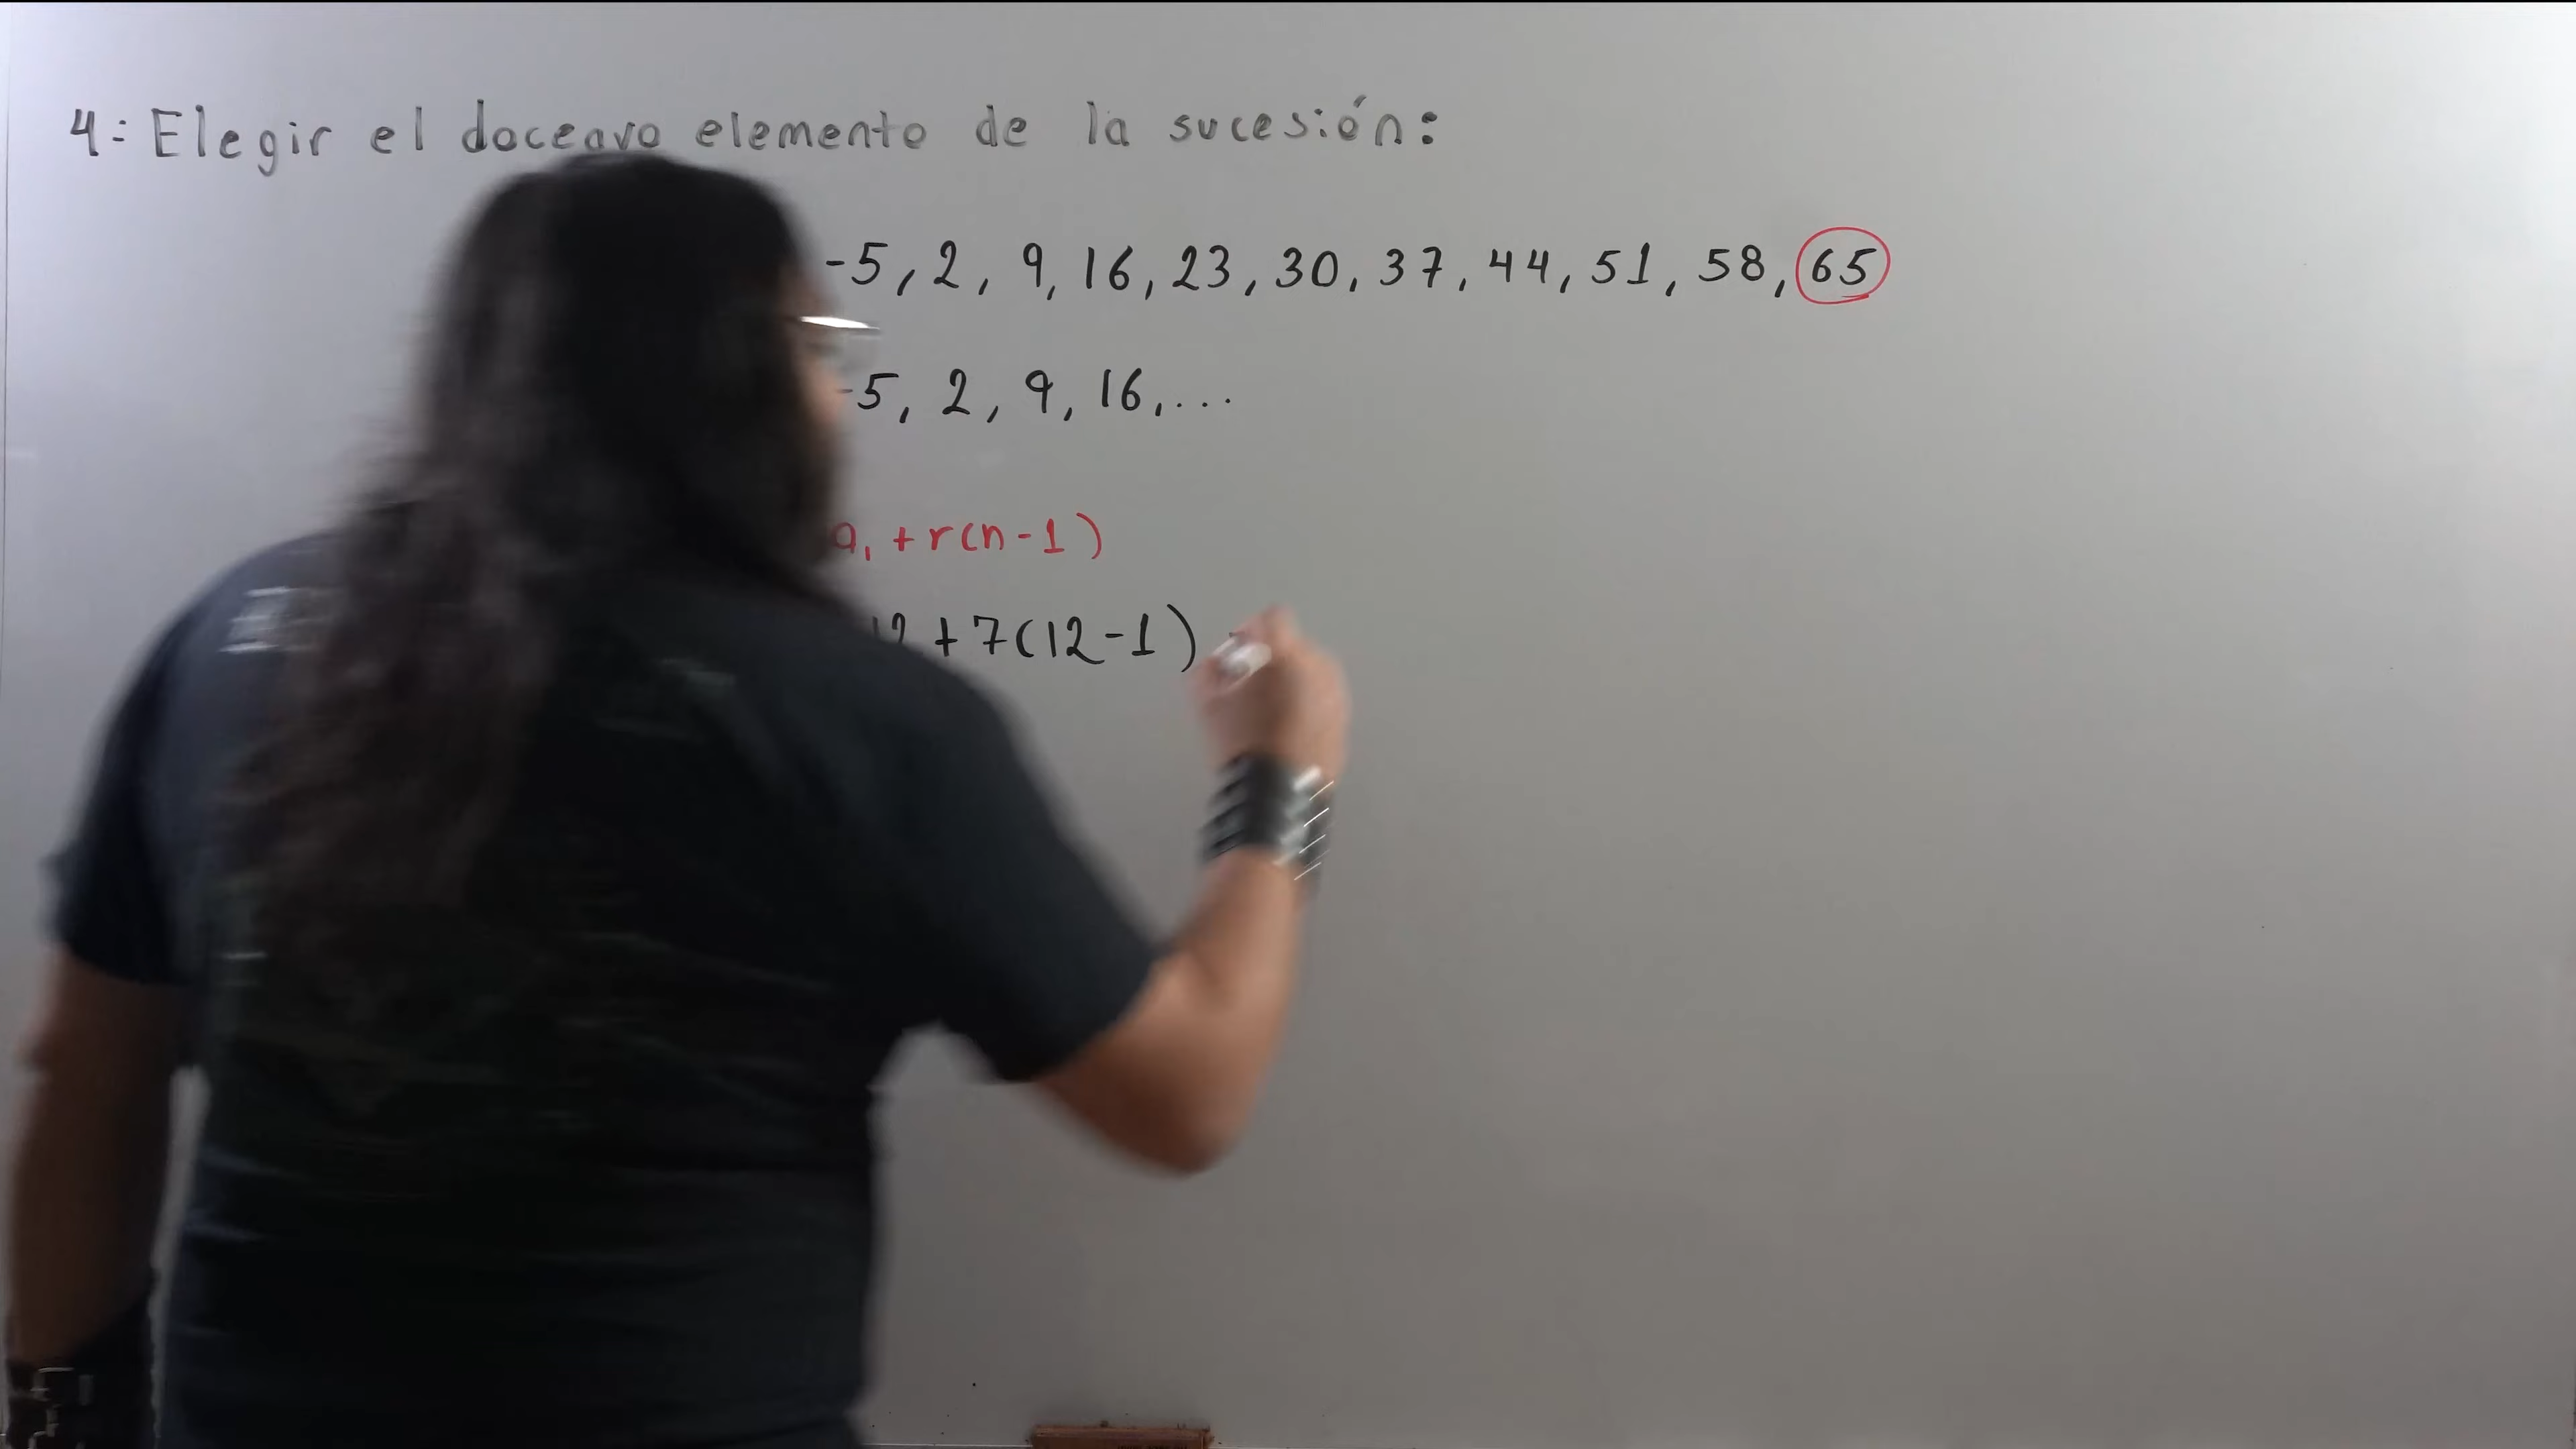 4: Elegir el doceavo elemento de la sucesión:
-5, 2, 9, 16, 23, 30, 37, 44, 51, 58, 65
-5, 2, 9, 16, ...
a₁ + r(n-1)
12 + 7(12-1)